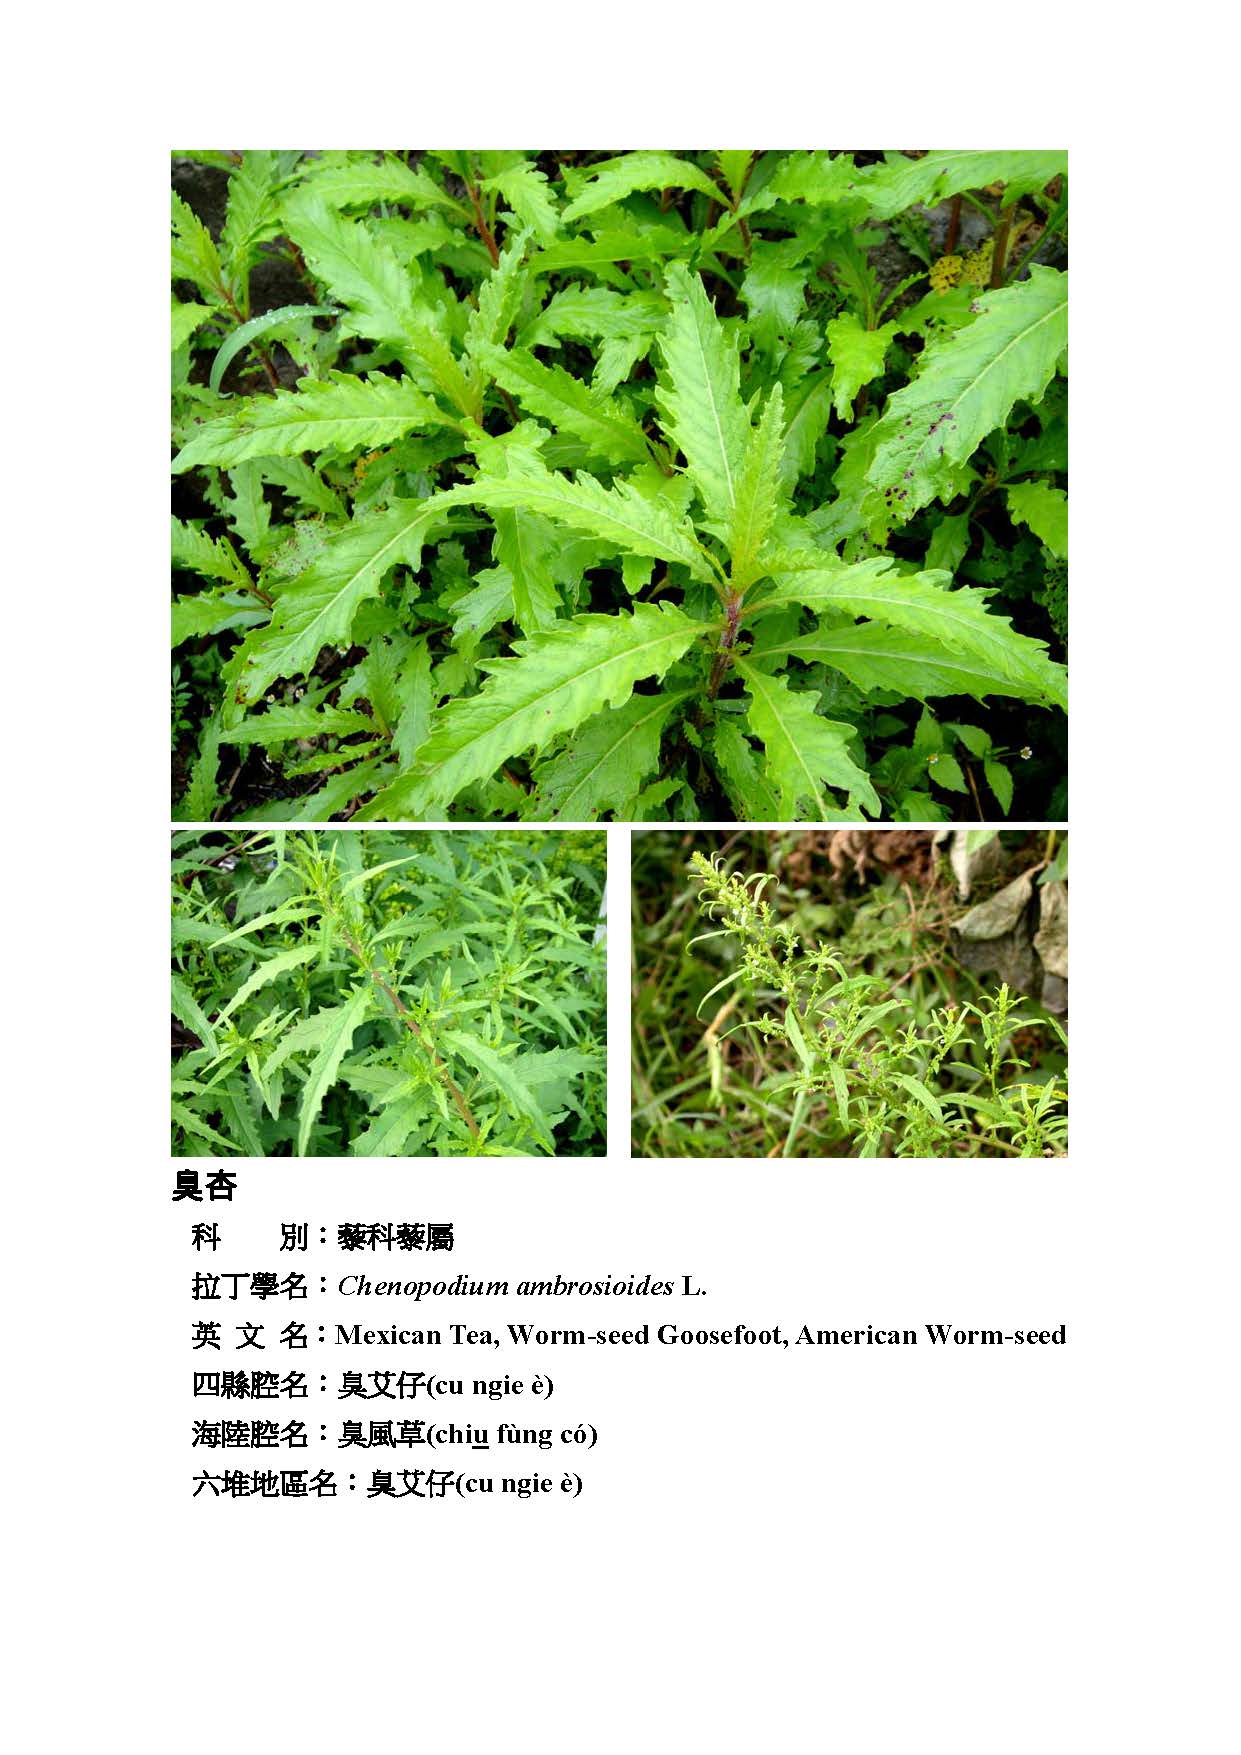 臭杏
科　　別：藜科藜屬
拉丁學名：Chenopodium ambrosioides L.
英 文 名：Mexican Tea, Worm-seed Goosefoot, American Worm-seed
四縣腔名：臭艾仔(cu ngie è)
海陸腔名：臭風草(chiu fùng có)
六堆地區名：臭艾仔(cu ngie è)